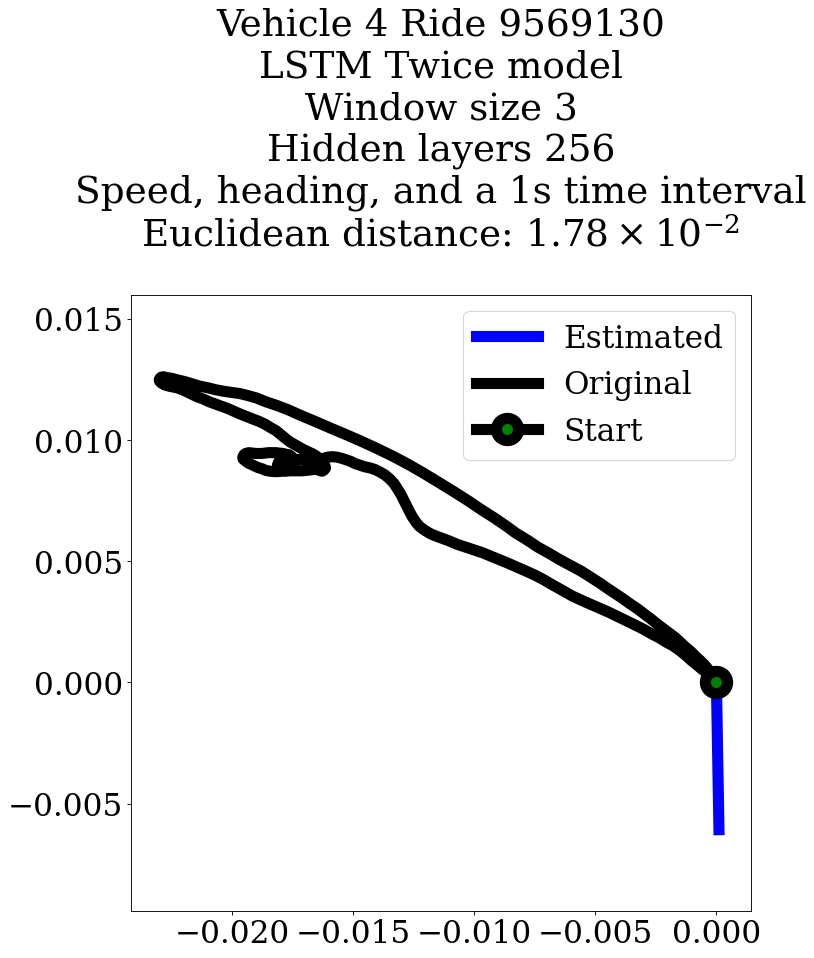 Vehicle 4 Ride 9569130
LSTM Twice model
Window size 3
Hidden layers 256
Speed, heading, and a 1s time interval
Euclidean distance: 1.78 × 10⁻²
Estimated
Original
Start
0.015
0.010
0.005
0.000
−0.005
−0.020 −0.015 −0.010 −0.005 0.000